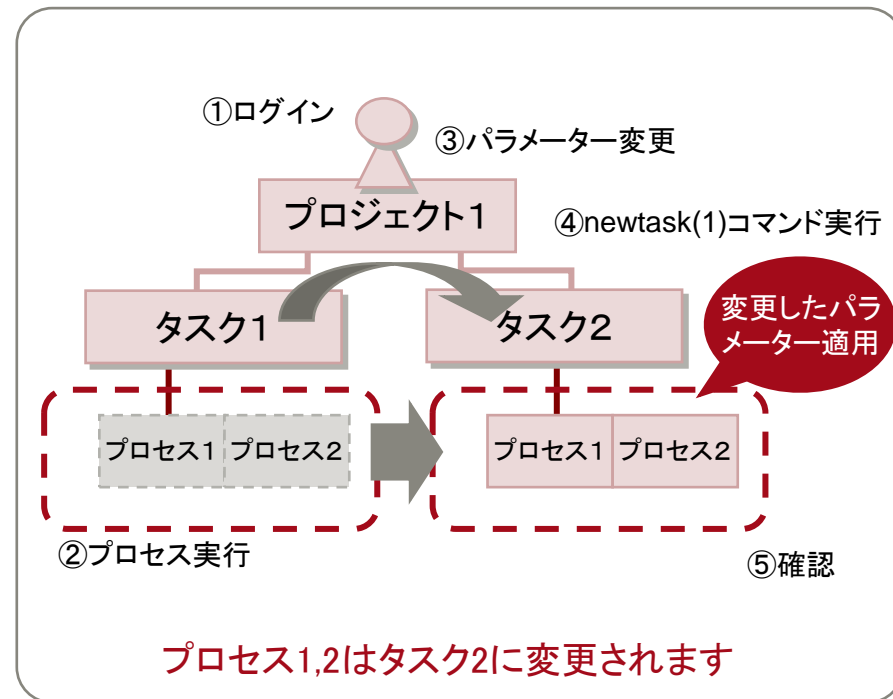 ①ログイン
③パラメーター変更
プロジェクト１
④newtask(1)コマンド実行
タスク１
タスク２
変更したパラ
メーター適用
プロセス1
プロセス2
プロセス1
プロセス2
②プロセス実行
⑤確認
プロセス1,2はタスク2に変更されます